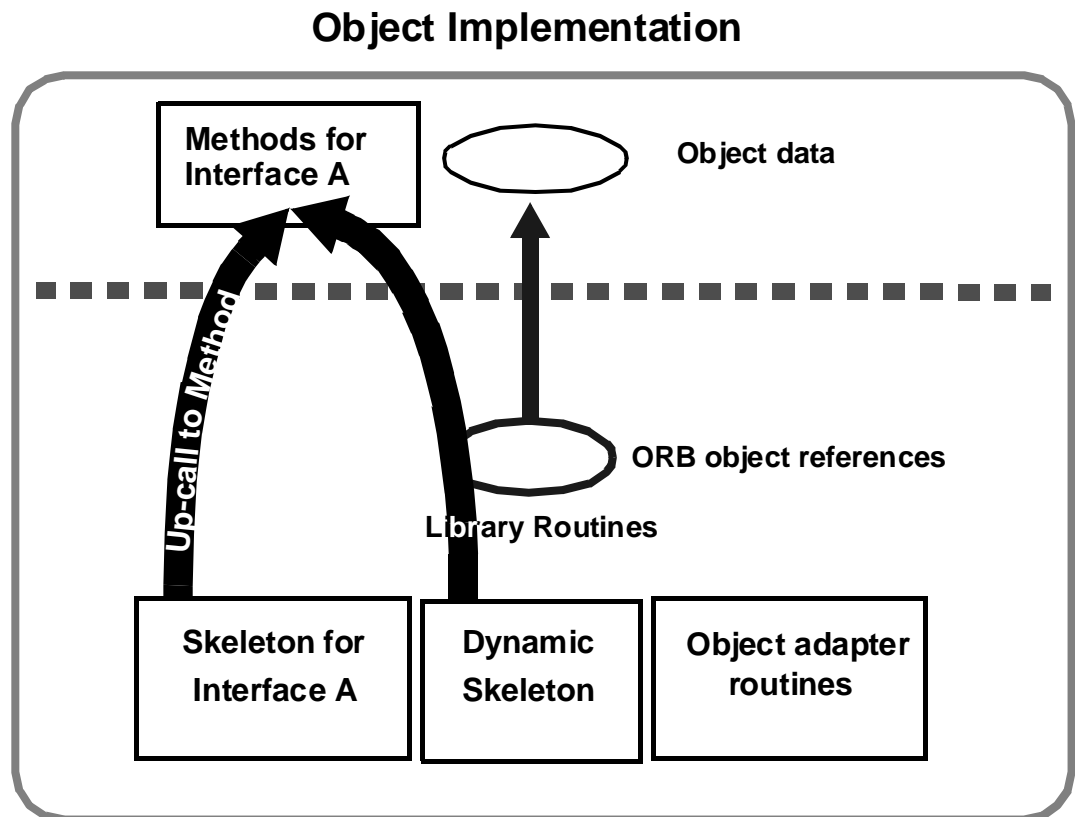 Object Implementation
Methods for
Interface A
Object data
Up-call to Method
ORB object references
Library Routines
Skeleton for
Interface A
Dynamic
Skeleton
Object adapter
routines